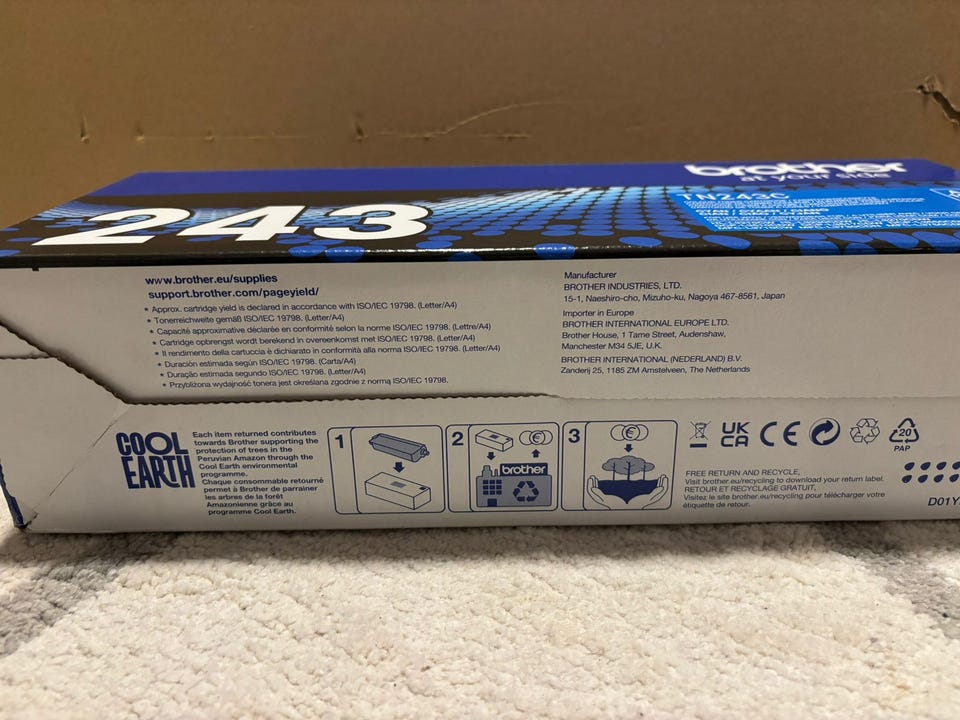 brother
at your side
243
www.brother.eu/supplies
support.brother.com/pageyield/
* Approx. cartridge yield is declared in accordance with ISO/IEC 19798. (Letter/A4)
* Tonerreichweite gemäß ISO/IEC 19798. (Letter/A4)
* Capacité approximative déclarée en conformité selon la norme ISO/IEC 19798. (Lettre/A4)
* Cartridge opbrengst wordt berekend in overeenkomst met ISO/IEC 19798. (Letter/A4)
* Il rendimento della cartuccia è dichiarato in conformità alla norma ISO/IEC 19798. (Letter/A4)
* Duración estimada según ISO/IEC 19798. (Carta/A4)
* Duração estimada segundo ISO/IEC 19798. (Letter/A4)
* Przybliżona wydajność tonera jest określana zgodnie z normą ISO/IEC 19798.
Manufacturer
BROTHER INDUSTRIES, LTD.
15-1, Naeshiro-cho, Mizuho-ku, Nagoya 467-8561, Japan
Importer in Europe
BROTHER INTERNATIONAL EUROPE LTD.
Brother House, 1 Tame Street, Audenshaw,
Manchester M34 5JE, U.K.
BROTHER INTERNATIONAL (NEDERLAND) B.V.
Zanderij 25, 1185 ZM Amstelveen, The Netherlands
COOL
EARTH
Each item returned contributes
towards Brother supporting the
protection of trees in the
Peruvian Amazon through the
Cool Earth environmental
programme.
Chaque consommable retourné
permet à Brother de parrainer
les arbres de la forêt
Amazonienne grâce au
programme Cool Earth.
1
2
brother
3
€
UK
CA
CE
20
PAP
FREE RETURN AND RECYCLE,
Visit brother.eu/recycling to download your return label.
RETOUR ET RECYCLAGE GRATUIT,
Visitez le site brother.eu/recycling pour télécharger votre
étiquette de retour.
D01Y